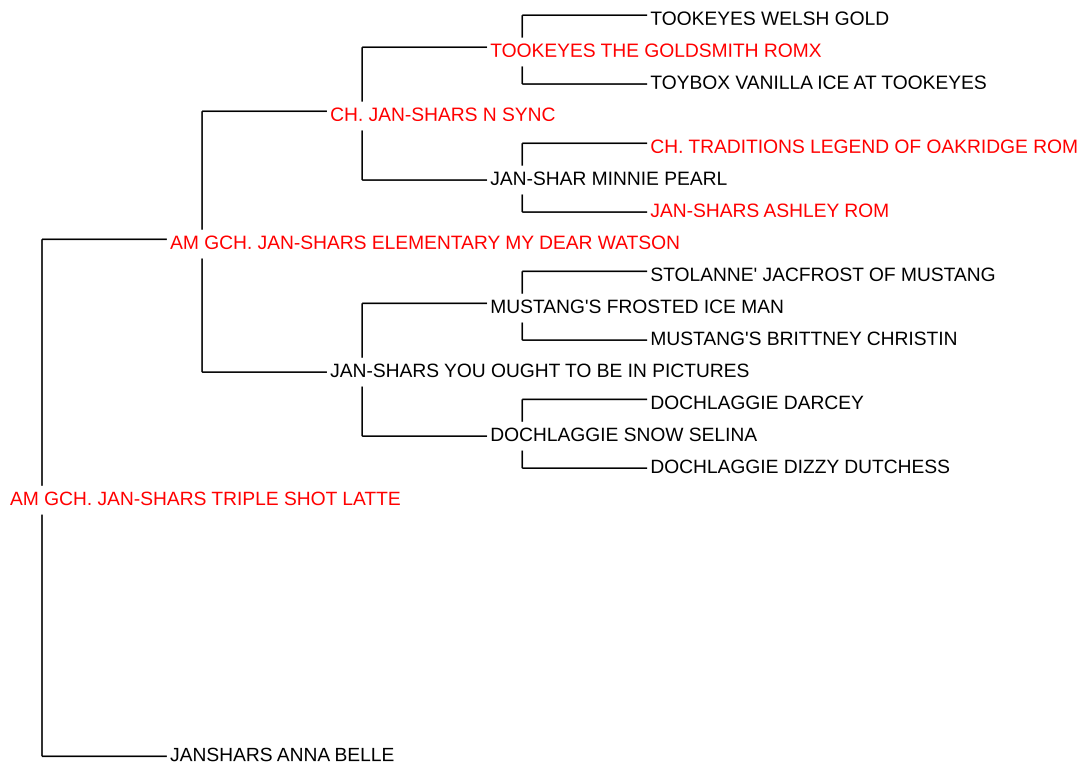 TOOKEYES WELSH GOLD
TOOKEYES THE GOLDSMITH ROMX
TOYBOX VANILLA ICE AT TOOKEYES
CH. JAN-SHARS N SYNC
CH. TRADITIONS LEGEND OF OAKRIDGE ROM
JAN-SHAR MINNIE PEARL
JAN-SHARS ASHLEY ROM
AM GCH. JAN-SHARS ELEMENTARY MY DEAR WATSON
STOLANNE' JACFROST OF MUSTANG
MUSTANG'S FROSTED ICE MAN
MUSTANG'S BRITTNEY CHRISTIN
JAN-SHARS YOU OUGHT TO BE IN PICTURES
DOCHLAGGIE DARCEY
DOCHLAGGIE SNOW SELINA
DOCHLAGGIE DIZZY DUTCHESS
AM GCH. JAN-SHARS TRIPLE SHOT LATTE
JANSHARS ANNA BELLE